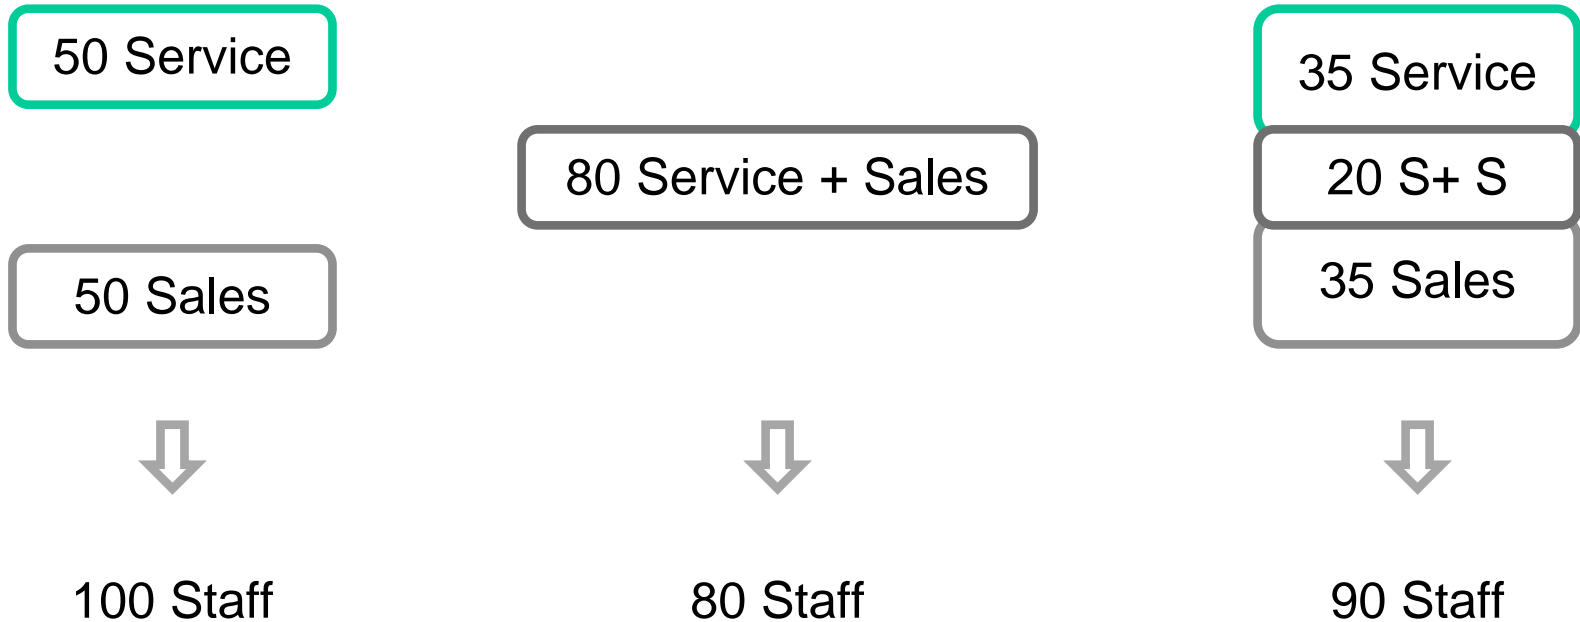 50 Service
50 Sales
100 Staff
80 Service + Sales
80 Staff
35 Service
20 S+ S
35 Sales
90 Staff